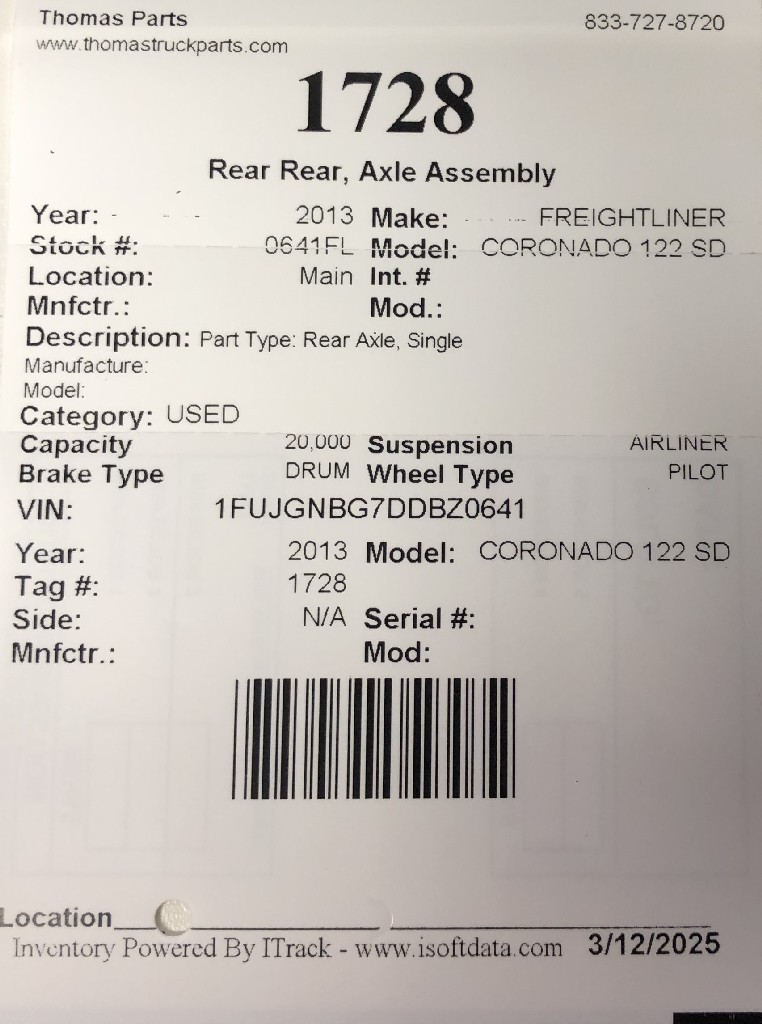 Thomas Parts 833-727-8720
www.thomastruckparts.com
1728
Rear Rear, Axle Assembly
Year: 2013 Make: FREIGHTLINER
Stock #: 0641FL Model: CORONADO 122 SD
Location: Main Int. #
Mnfctr.: Mod.:
Description: Part Type: Rear Axle, Single
Manufacture:
Model:
Category: USED
Capacity 20,000 Suspension AIRLINER
Brake Type DRUM Wheel Type PILOT
VIN: 1FUJGNBG7DDBZ0641
Year: 2013 Model: CORONADO 122 SD
Tag #: 1728
Side: N/A Serial #:
Mnfctr.: Mod:
Location
Inventory Powered By ITrack - www.isoftdata.com 3/12/2025